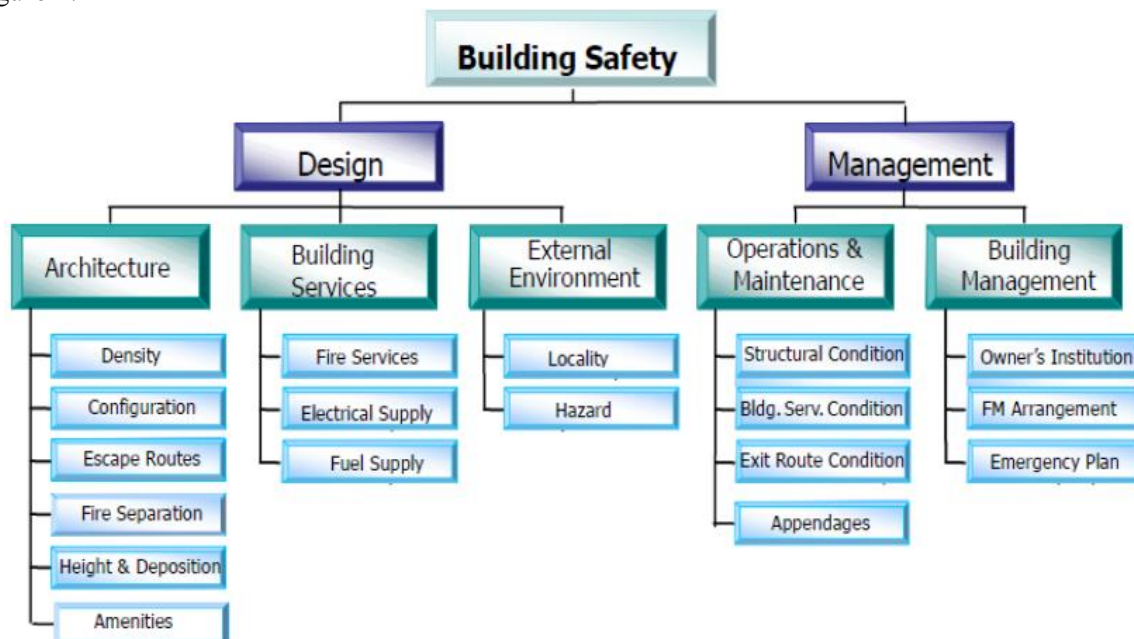 Building Safety
Design
Management
Architecture
Building
Services
External
Environment
Operations &
Maintenance
Building
Management
Density
Configuration
Escape Routes
Fire Separation
Height & Deposition
Amenities
Fire Services
Electrical Supply
Fuel Supply
Locality
Hazard
Structural Condition
Bldg. Serv. Condition
Exit Route Condition
Appendages
Owner's Institution
FM Arrangement
Emergency Plan